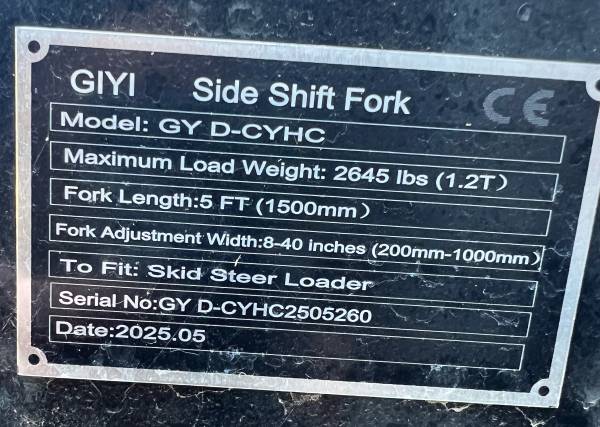 GIYI Side Shift Fork CE
Model: GY D-CYHC
Maximum Load Weight: 2645 lbs (1.2T)
Fork Length:5 FT (1500mm)
Fork Adjustment Width:8-40 inches (200mm-1000mm)
To Fit: Skid Steer Loader
Serial No:GY D-CYHC2505260
Date:2025.05